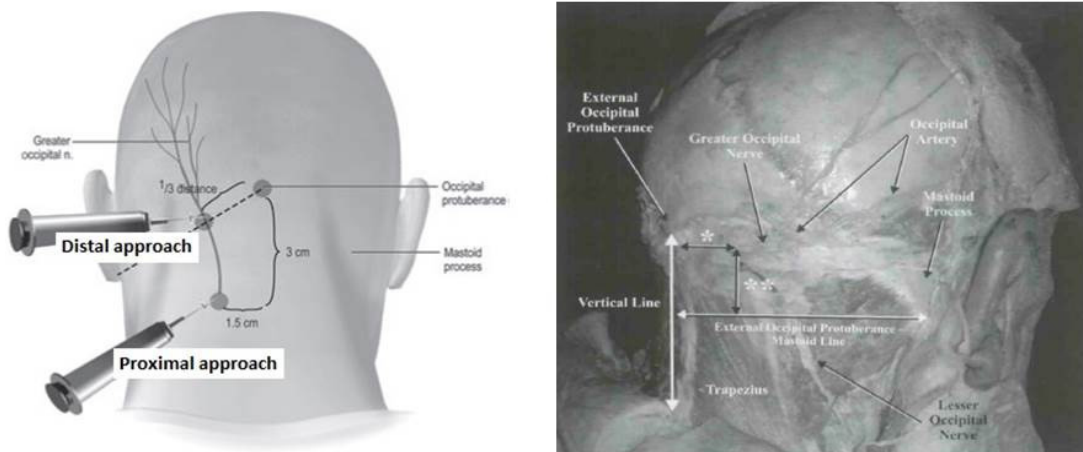 Greater
occipital n.
1/3 distance
Occipital
protuberance
Distal approach
3 cm
Mastoid
process
1.5 cm
Proximal approach
External
Occipital
Protuberance
Greater Occipital
Nerve
Occipital
Artery
Mastoid
Process
*
**
Vertical Line
External Occipital Protuberance –
Mastoid Line
Trapezius
Lesser
Occipital
Nerve